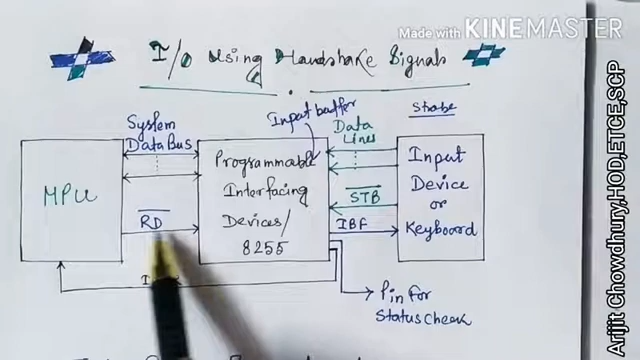 Made with KINEMASTER
I/O Using Handshake Signals
System
Data Bus
Input buffer
Data
Lines
Strobe
MPU
Programmable
Interfacing
Devices/
8255
Input
Device
or
Keyboard
STB
RD
IBF
Pin for
Status Check
Arijit Chowdhury,HOD,ETCE,SCP